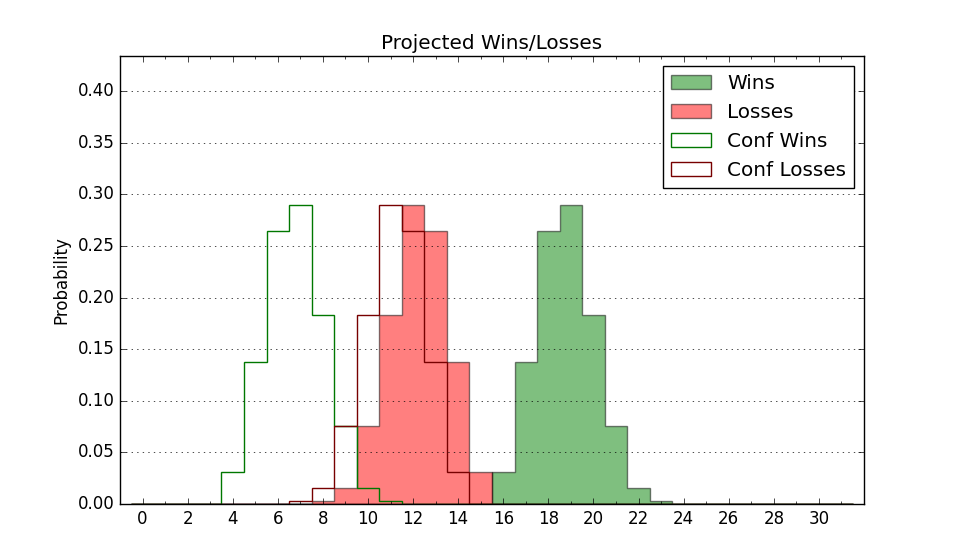 Projected Wins/Losses
Wins
Losses
Conf Wins
Conf Losses
Probability
0.40
0.35
0.30
0.25
0.20
0.15
0.10
0.05
0.00
0 2 4 6 8 10 12 14 16 18 20 22 24 26 28 30